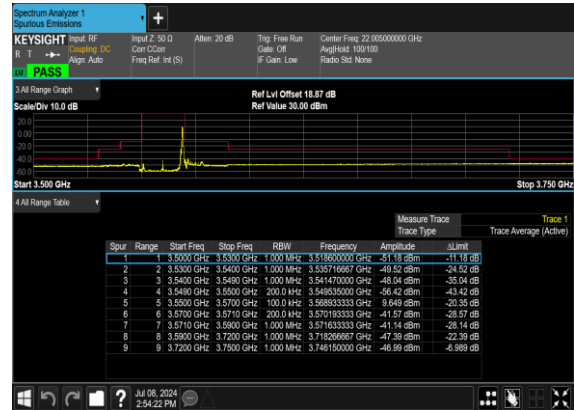 Spectrum Analyzer 1
Spurious Emissions
+
KEYSIGHT Input: RF Input Z: 50 Ω Atten: 20 dB Trig: Free Run Center Freq: 22.005000000 GHz
R T Coupling: DC Corr CCorr Gate: Off Avg|Hold: 100/100
Align: Auto Freq Ref: Int (S) IF Gain: Low Radio Std: None
PASS
3 All Range Graph
Ref Lvl Offset 18.87 dB
Scale/Div 10.0 dB Ref Value 30.00 dBm
20.0
0.00
-20.0
-40.0
-60.0
Start 3.500 GHz Stop 3.750 GHz
4 All Range Table
Measure Trace Trace 1
Trace Type Trace Average (Active)
Spur Range Start Freq Stop Freq RBW Frequency Amplitude ΔLimit
1 1 3.5000 GHz 3.5300 GHz 1.000 MHz 3.518600000 GHz -51.18 dBm -11.18 dB
2 2 3.5300 GHz 3.5400 GHz 1.000 MHz 3.535716667 GHz -49.52 dBm -24.52 dB
3 3 3.5400 GHz 3.5490 GHz 1.000 MHz 3.541470000 GHz -48.04 dBm -35.04 dB
4 4 3.5490 GHz 3.5500 GHz 200.0 kHz 3.549535000 GHz -56.42 dBm -43.42 dB
5 5 3.5500 GHz 3.5700 GHz 100.0 kHz 3.568933333 GHz 9.649 dBm -20.35 dB
6 6 3.5700 GHz 3.5710 GHz 200.0 kHz 3.570193333 GHz -41.57 dBm -28.57 dB
7 7 3.5710 GHz 3.5900 GHz 1.000 MHz 3.571633333 GHz -41.14 dBm -28.14 dB
8 8 3.5900 GHz 3.7200 GHz 1.000 MHz 3.718266667 GHz -47.39 dBm -22.39 dB
9 9 3.7200 GHz 3.7500 GHz 1.000 MHz 3.746150000 GHz -46.99 dBm -6.989 dB
? Jul 08, 2024
2:54:22 PM